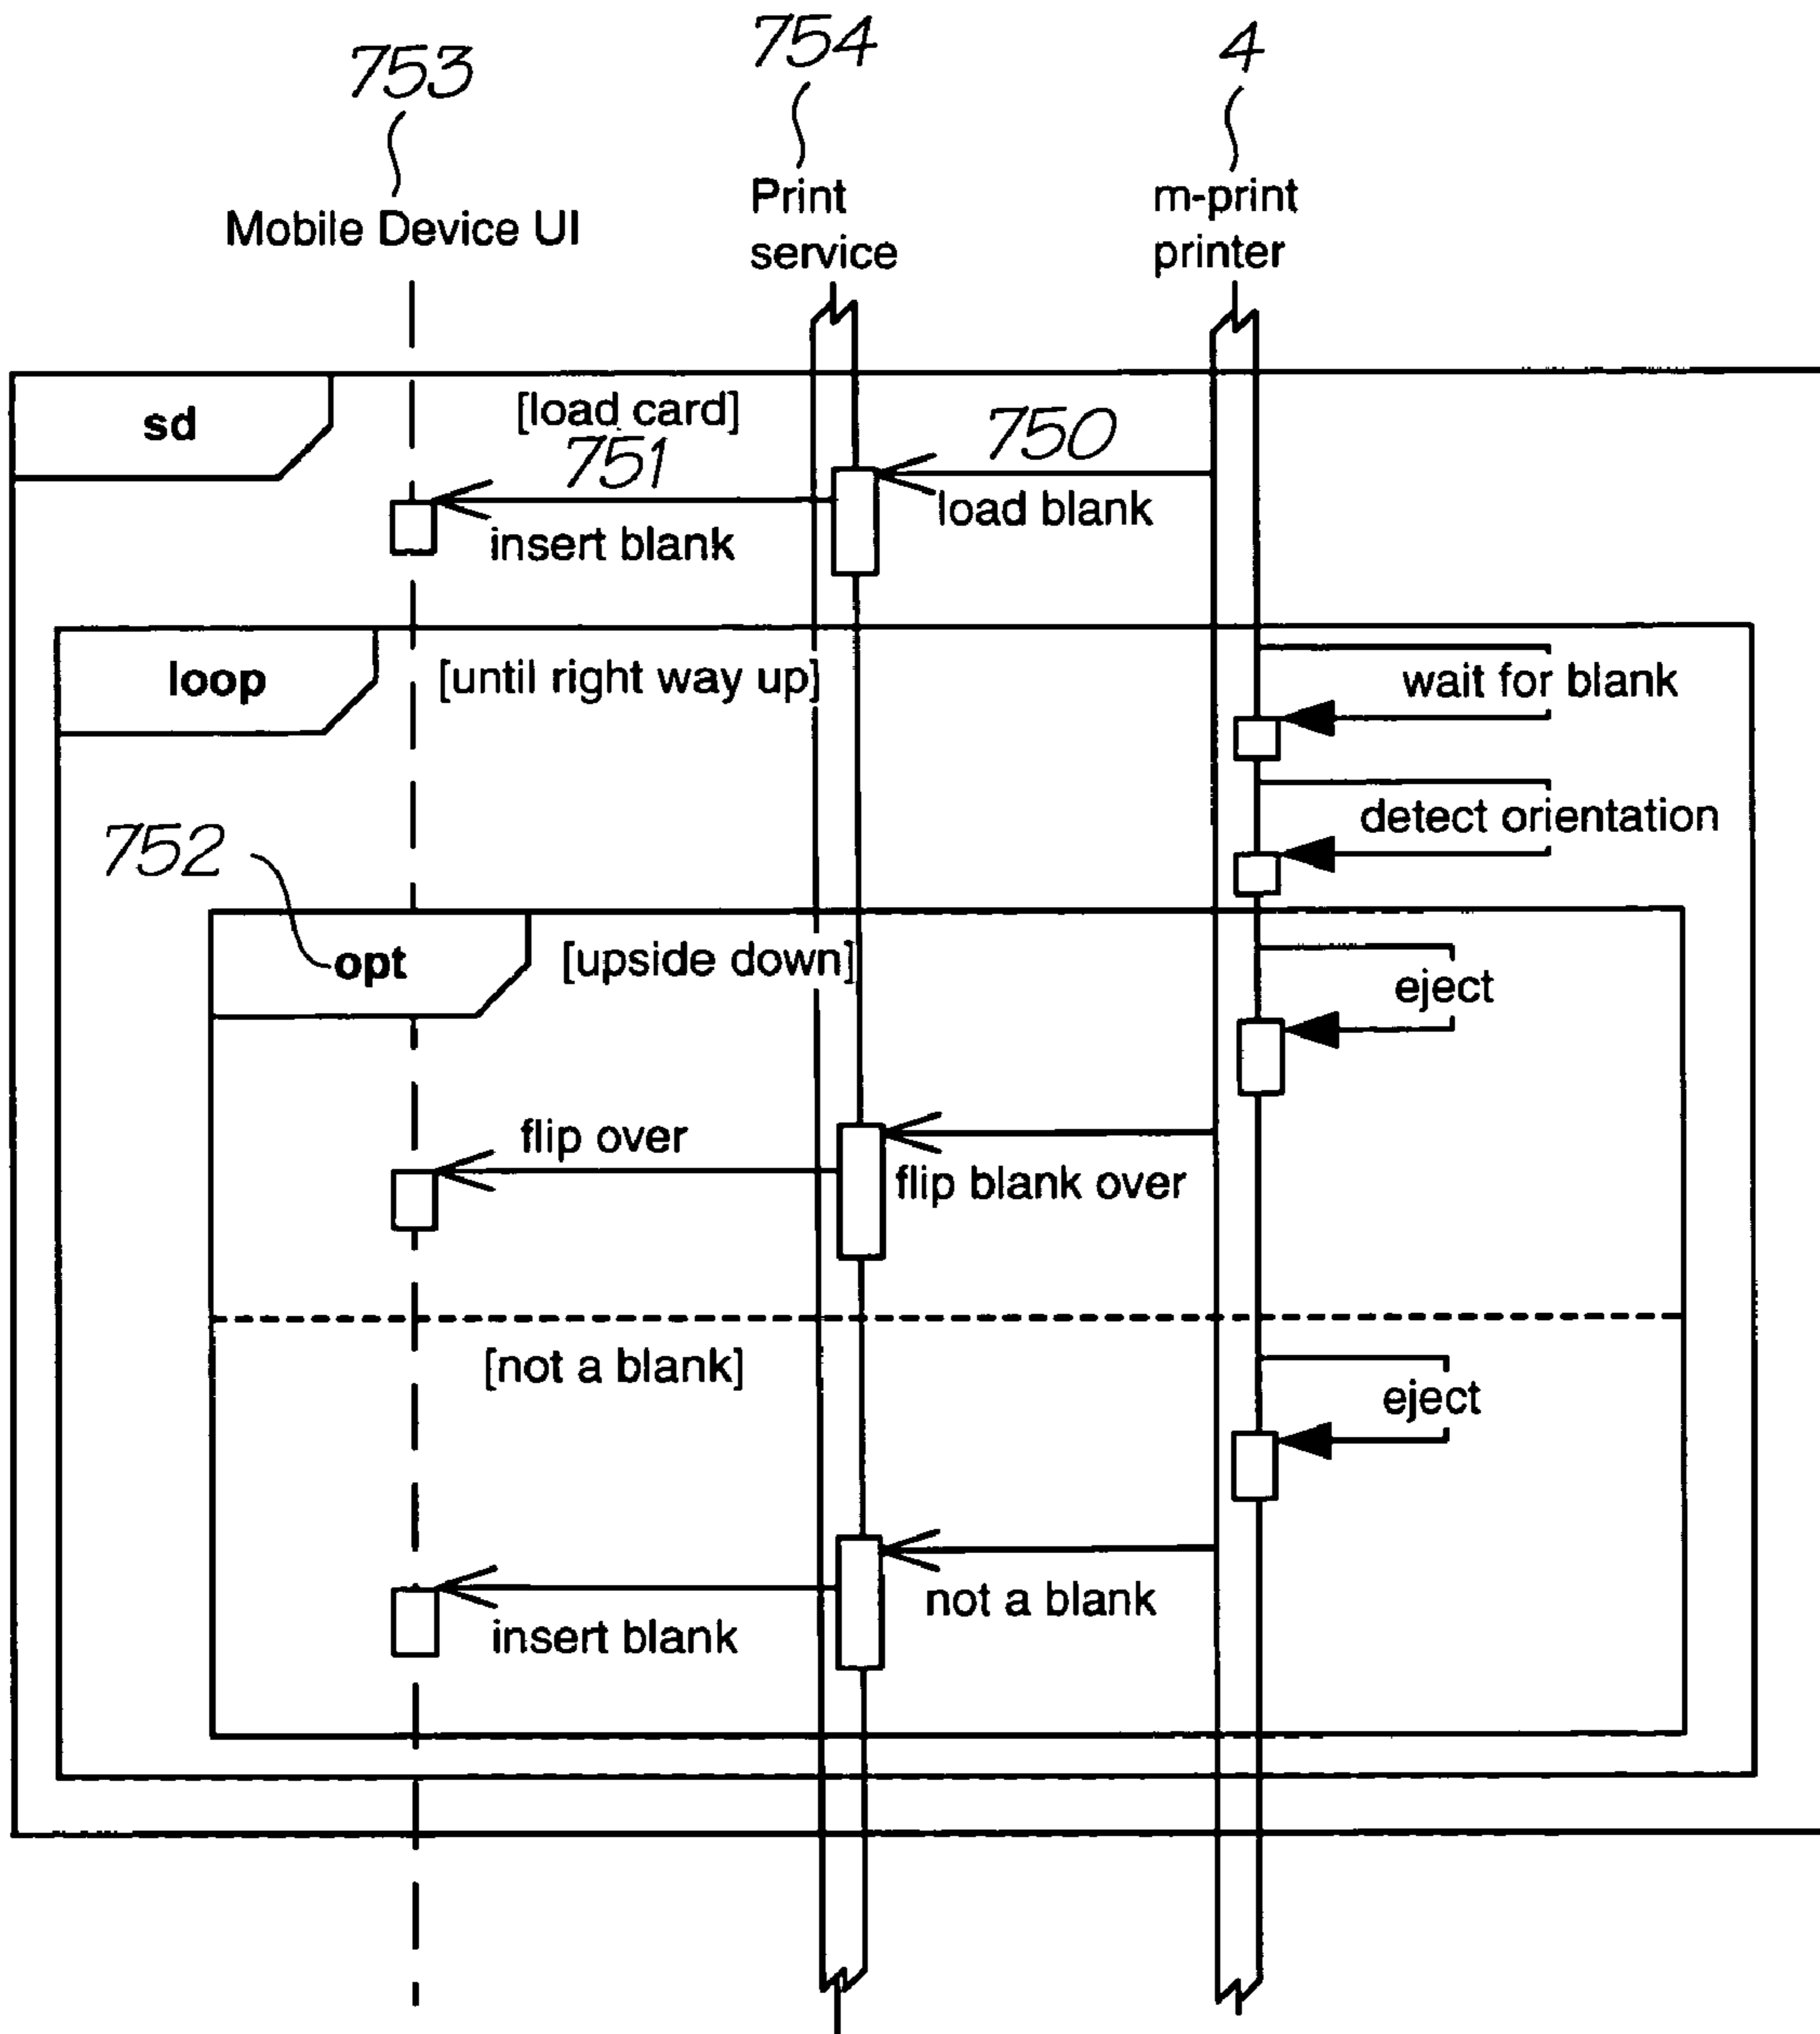 753
754
4
Mobile Device UI
Print
service
m-print
printer
sd
[load card]
751
750
insert blank
load blank
loop
[until right way up]
wait for blank
detect orientation
752
opt
[upside down]
eject
flip over
flip blank over
[not a blank]
eject
not a blank
insert blank